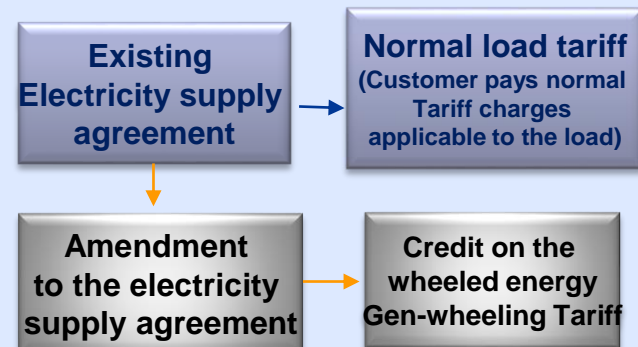 Existing
Electricity supply
agreement
Normal load tariff
(Customer pays normal
Tariff charges
applicable to the load)
Amendment
to the electricity
supply agreement
Credit on the
wheeled energy
Gen-wheeling Tariff